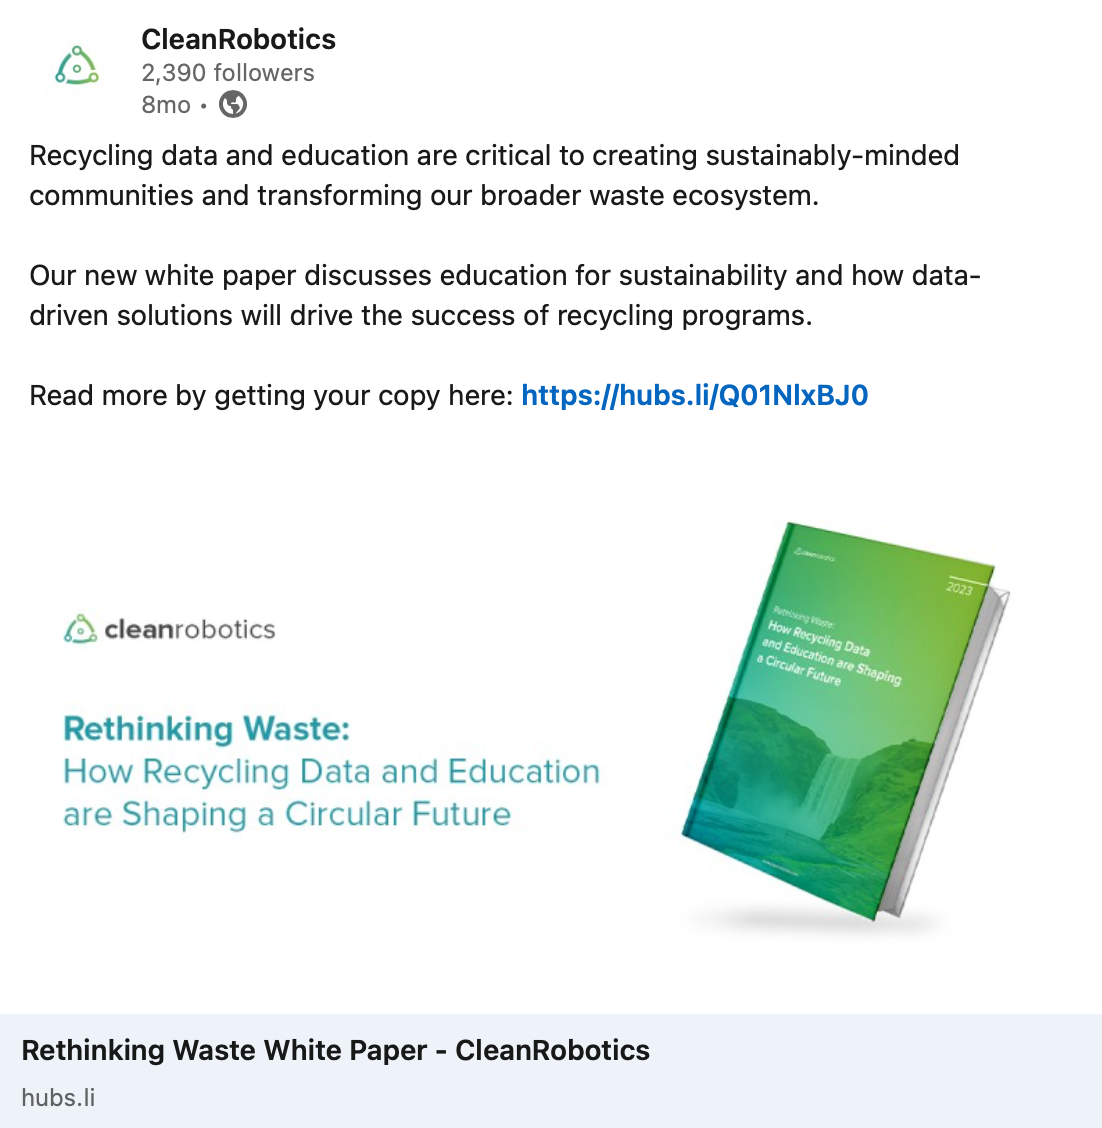 CleanRobotics
2,390 followers
8mo •
Recycling data and education are critical to creating sustainably-minded
communities and transforming our broader waste ecosystem.
Our new white paper discusses education for sustainability and how data-
driven solutions will drive the success of recycling programs.
Read more by getting your copy here: https://hubs.li/Q01NlxBJ0
cleanrobotics
Rethinking Waste:
How Recycling Data and Education
are Shaping a Circular Future
cleanrobotics
2023
Rethinking Waste:
How Recycling Data
and Education are Shaping
a Circular Future
Rethinking Waste White Paper - CleanRobotics
hubs.li